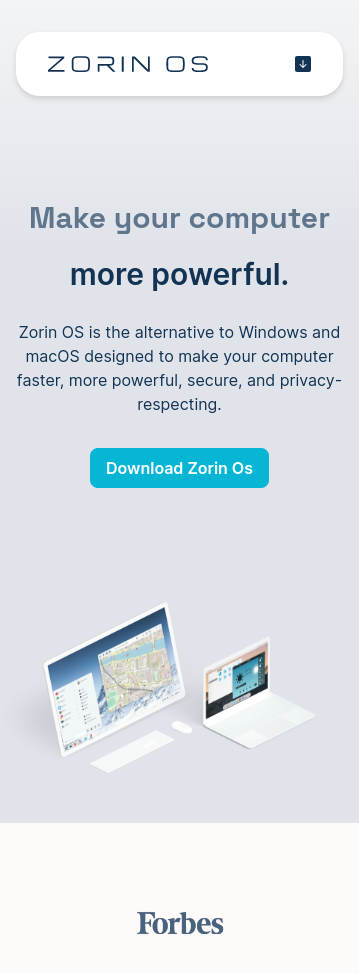 ZORIN OS
Make your computer
more powerful.
Zorin OS is the alternative to Windows and
macOS designed to make your computer
faster, more powerful, secure, and privacy-
respecting.
Download Zorin Os
Forbes